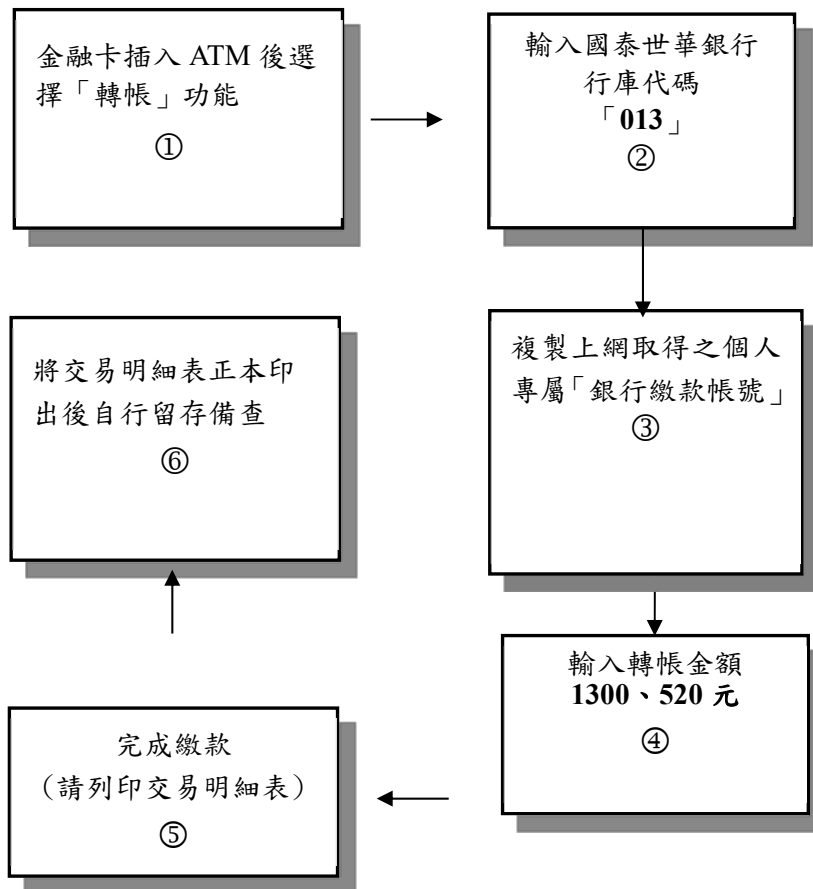 金融卡插入 ATM 後選
擇「轉帳」功能
①
輸入國泰世華銀行
行庫代碼
「013」
②
複製上網取得之個人
專屬「銀行繳款帳號」
③
輸入轉帳金額
1300、520 元
④
完成繳款
（請列印交易明細表）
⑤
將交易明細表正本印
出後自行留存備查
⑥